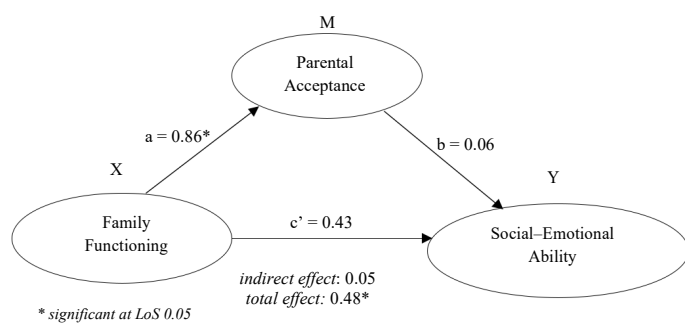 M
Parental
Acceptance
a = 0.86*
b = 0.06
X
Y
Family
Functioning
c’ = 0.43
Social–Emotional
Ability
indirect effect: 0.05
total effect: 0.48*
* significant at LoS 0.05